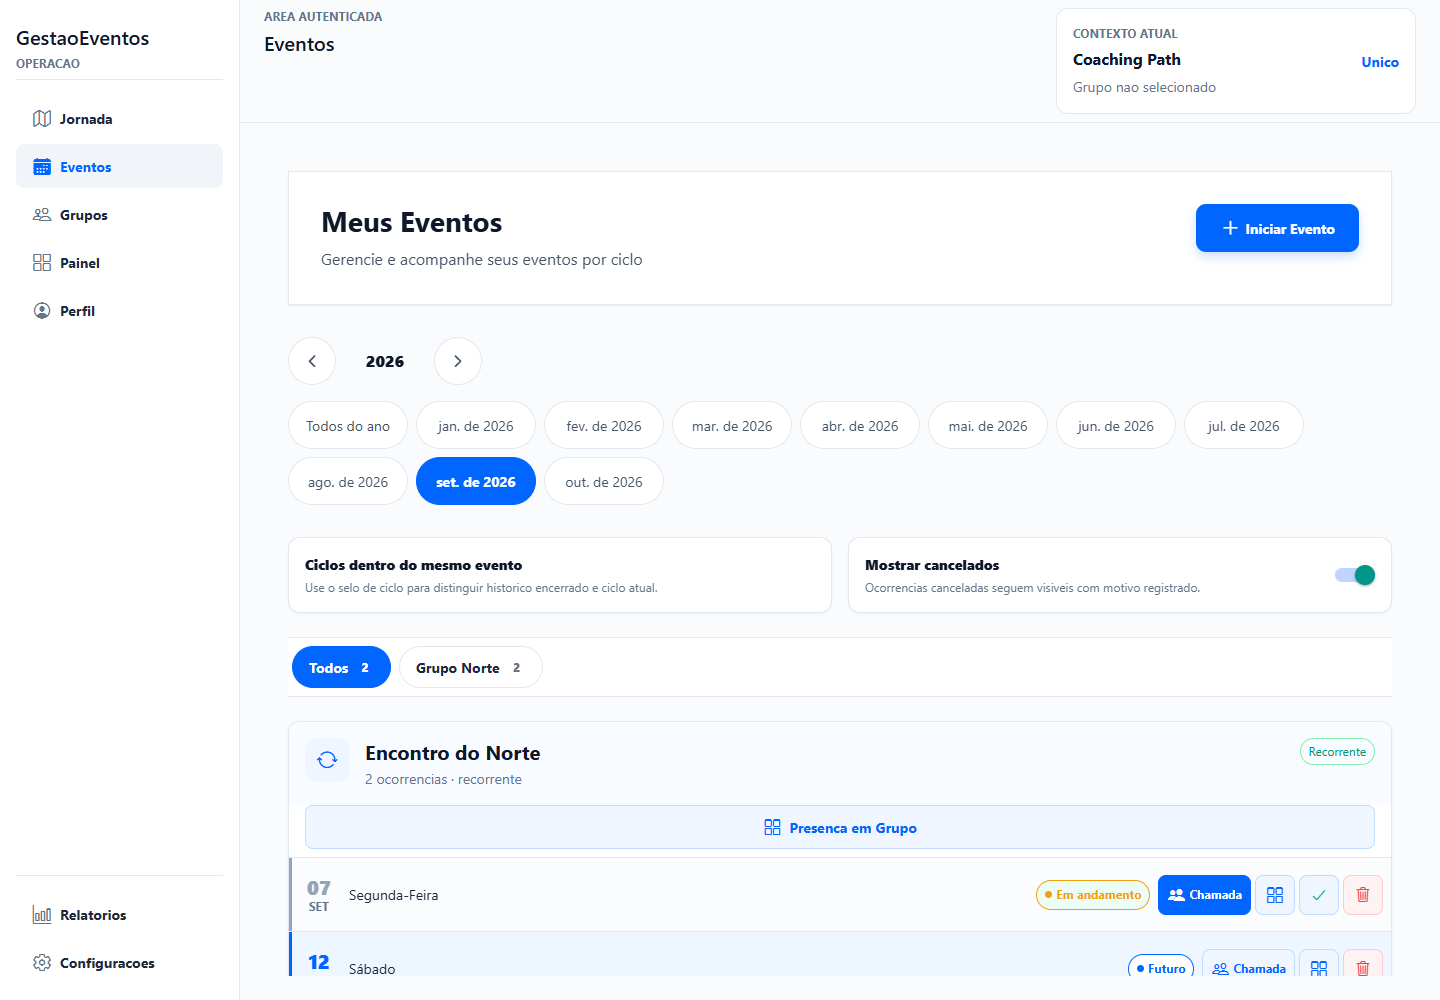 GestaoEventos
OPERACAO
Jornada
Eventos
Grupos
Painel
Perfil
Relatorios
Configuracoes
AREA AUTENTICADA
Eventos
CONTEXTO ATUAL
Coaching Path
Unico
Grupo nao selecionado
Meus Eventos
Gerencie e acompanhe seus eventos por ciclo
Iniciar Evento
2026
Todos do ano
jan. de 2026
fev. de 2026
mar. de 2026
abr. de 2026
mai. de 2026
jun. de 2026
jul. de 2026
ago. de 2026
set. de 2026
out. de 2026
Ciclos dentro do mesmo evento
Use o selo de ciclo para distinguir historico encerrado e ciclo atual.
Mostrar cancelados
Ocorrencias canceladas seguem visiveis com motivo registrado.
Todos 2
Grupo Norte 2
Encontro do Norte
2 ocorrencias · recorrente
Recorrente
Presenca em Grupo
07
SET
Segunda-Feira
Em andamento
Chamada
12
Sábado
Futuro
Chamada